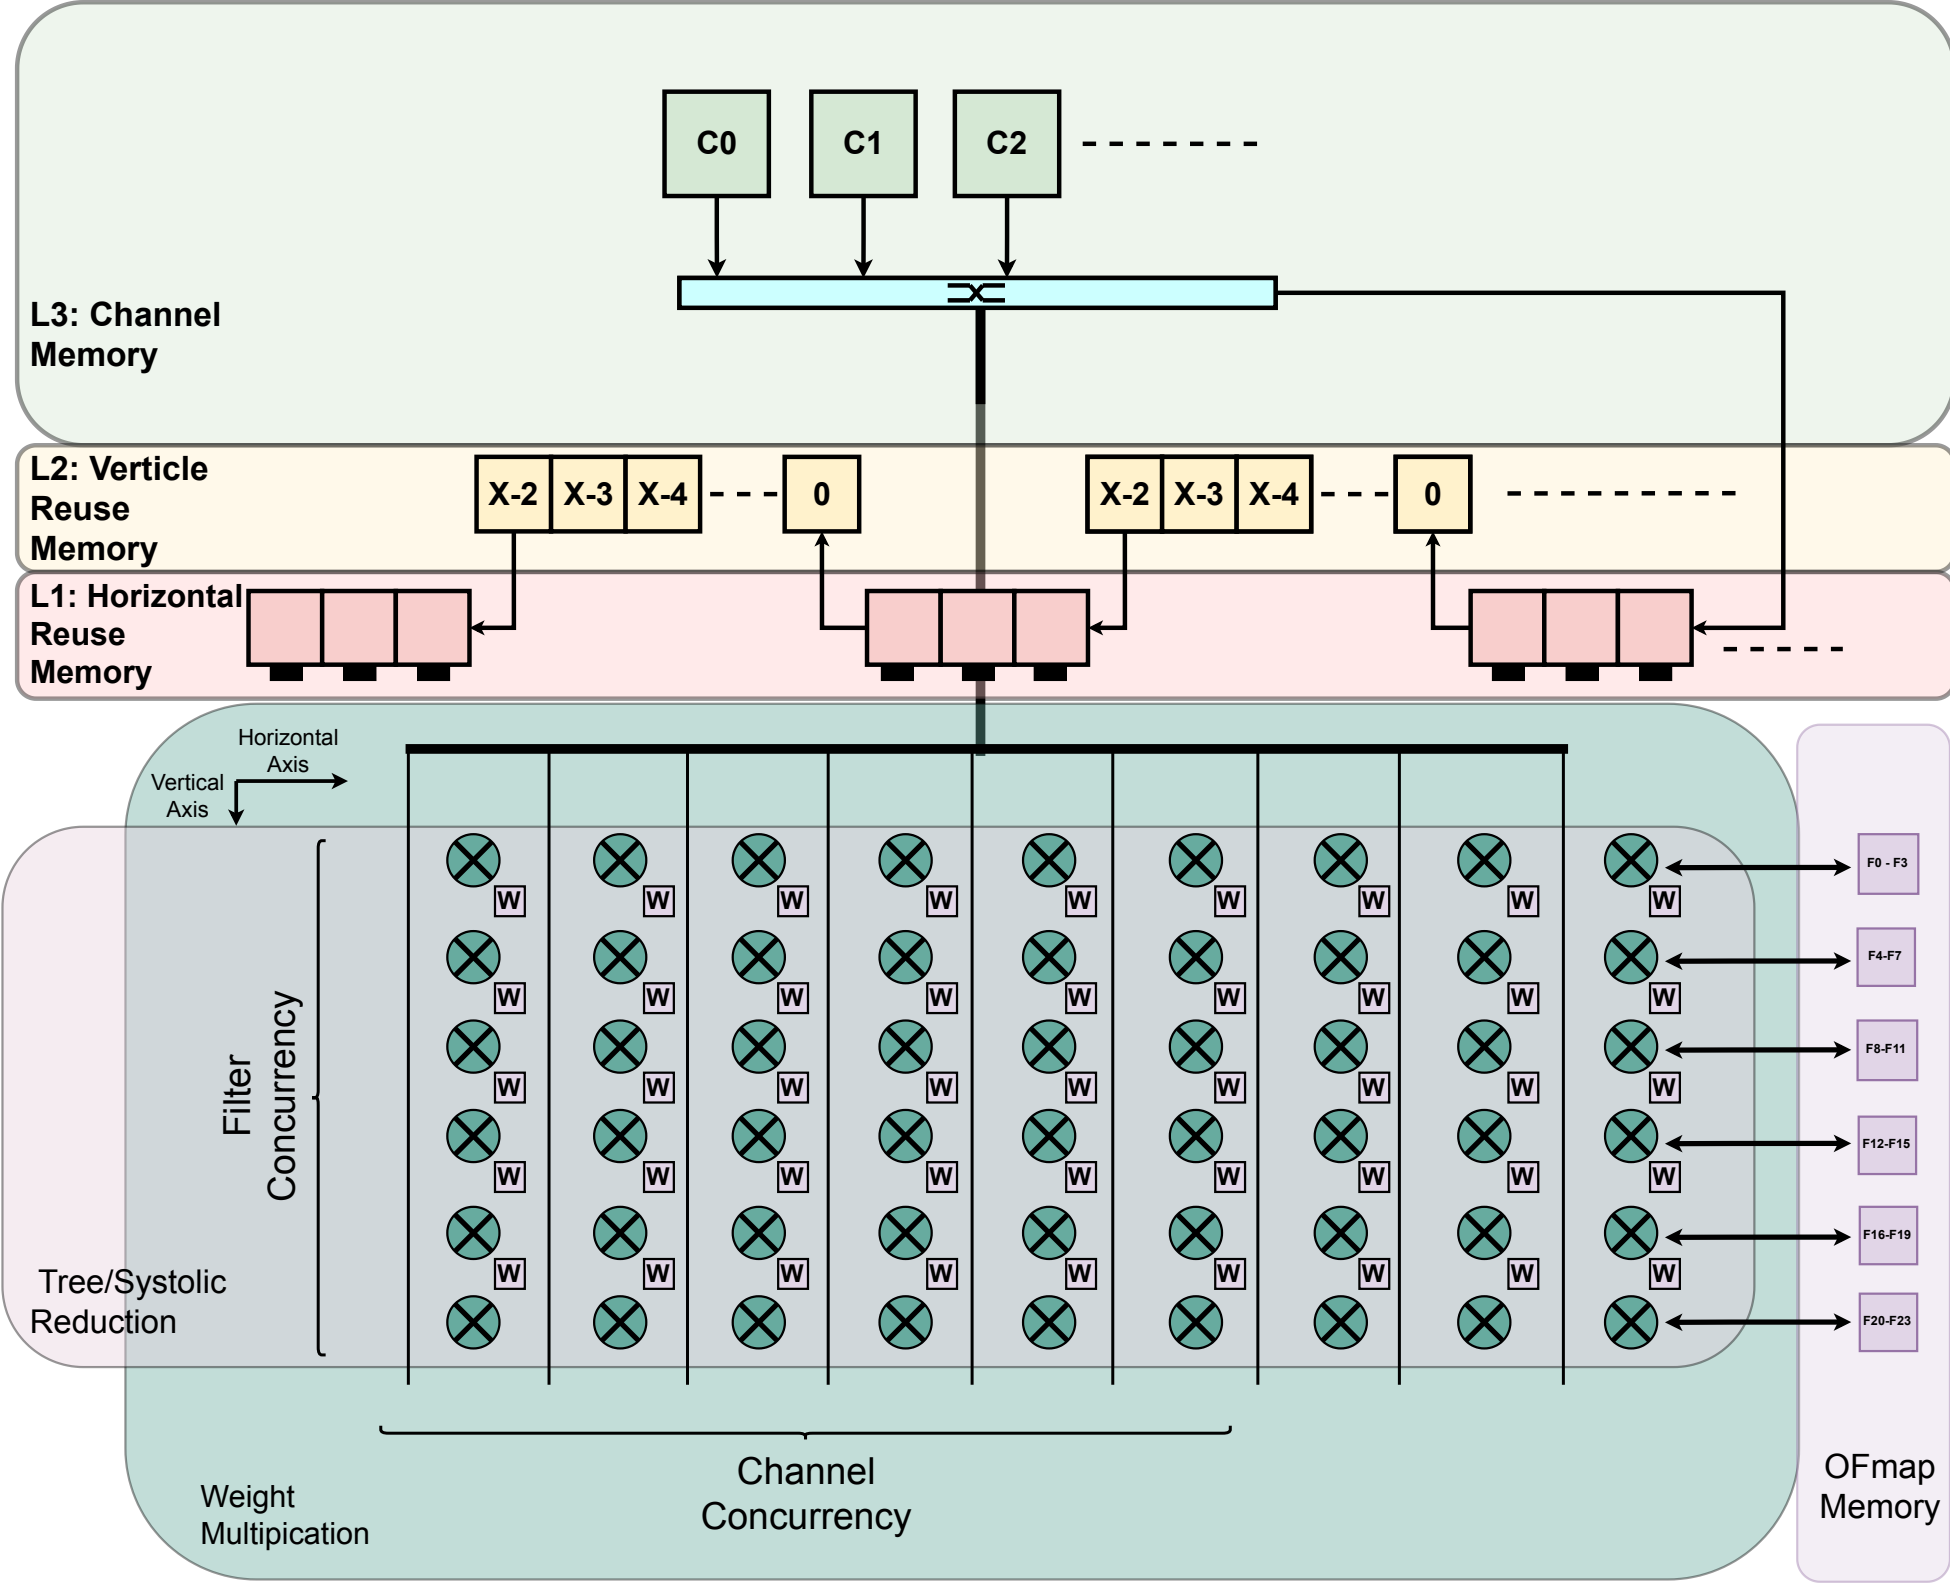 C0 C1 C2
L3: Channel
Memory
L2: Verticle
Reuse
Memory
X-2 X-3 X-4 0 X-2 X-3 X-4 0
L1: Horizontal
Reuse
Memory
Horizontal
Axis
Vertical
Axis
F0 - F3
W W W W W W W W W
F4-F7
W W W W W W W W W
F8-F11
W W W W W W W W W
F12-F15
W W W W W W W W W
F16-F19
W W W W W W W W W
F20-F23
Filter
Concurrency
Tree/Systolic
Reduction
Channel
Concurrency
Weight
Multipication
OFmap
Memory